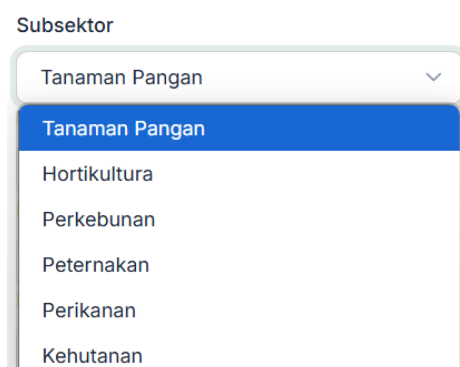 Subsektor
Tanaman Pangan
Tanaman Pangan
Hortikultura
Perkebunan
Peternakan
Perikanan
Kehutanan